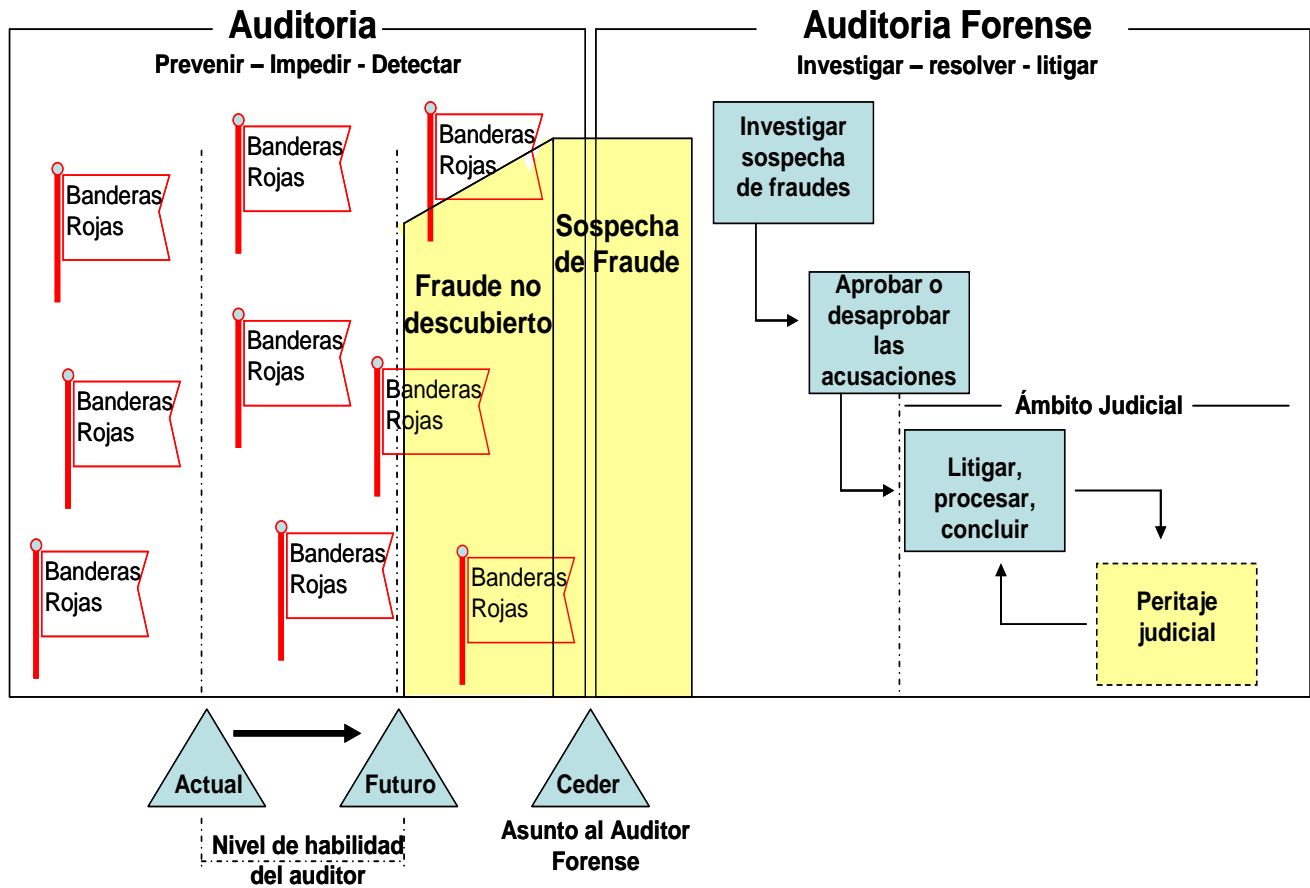 Auditoria
Prevenir – Impedir - Detectar
Banderas
Rojas
Banderas
Rojas
Banderas
Rojas
Banderas
Rojas
Banderas
Rojas
Banderas
Rojas
Banderas
Rojas
Banderas
Rojas
Banderas
Rojas
Fraude no
descubierto
Sospecha
de Fraude
Auditoria Forense
Investigar – resolver - litigar
Investigar
sospecha
de fraudes
Aprobar o
desaprobar
las
acusaciones
Ámbito Judicial
Litigar,
procesar,
concluir
Peritaje
judicial
Actual
Futuro
Ceder
Nivel de habilidad
del auditor
Asunto al Auditor
Forense